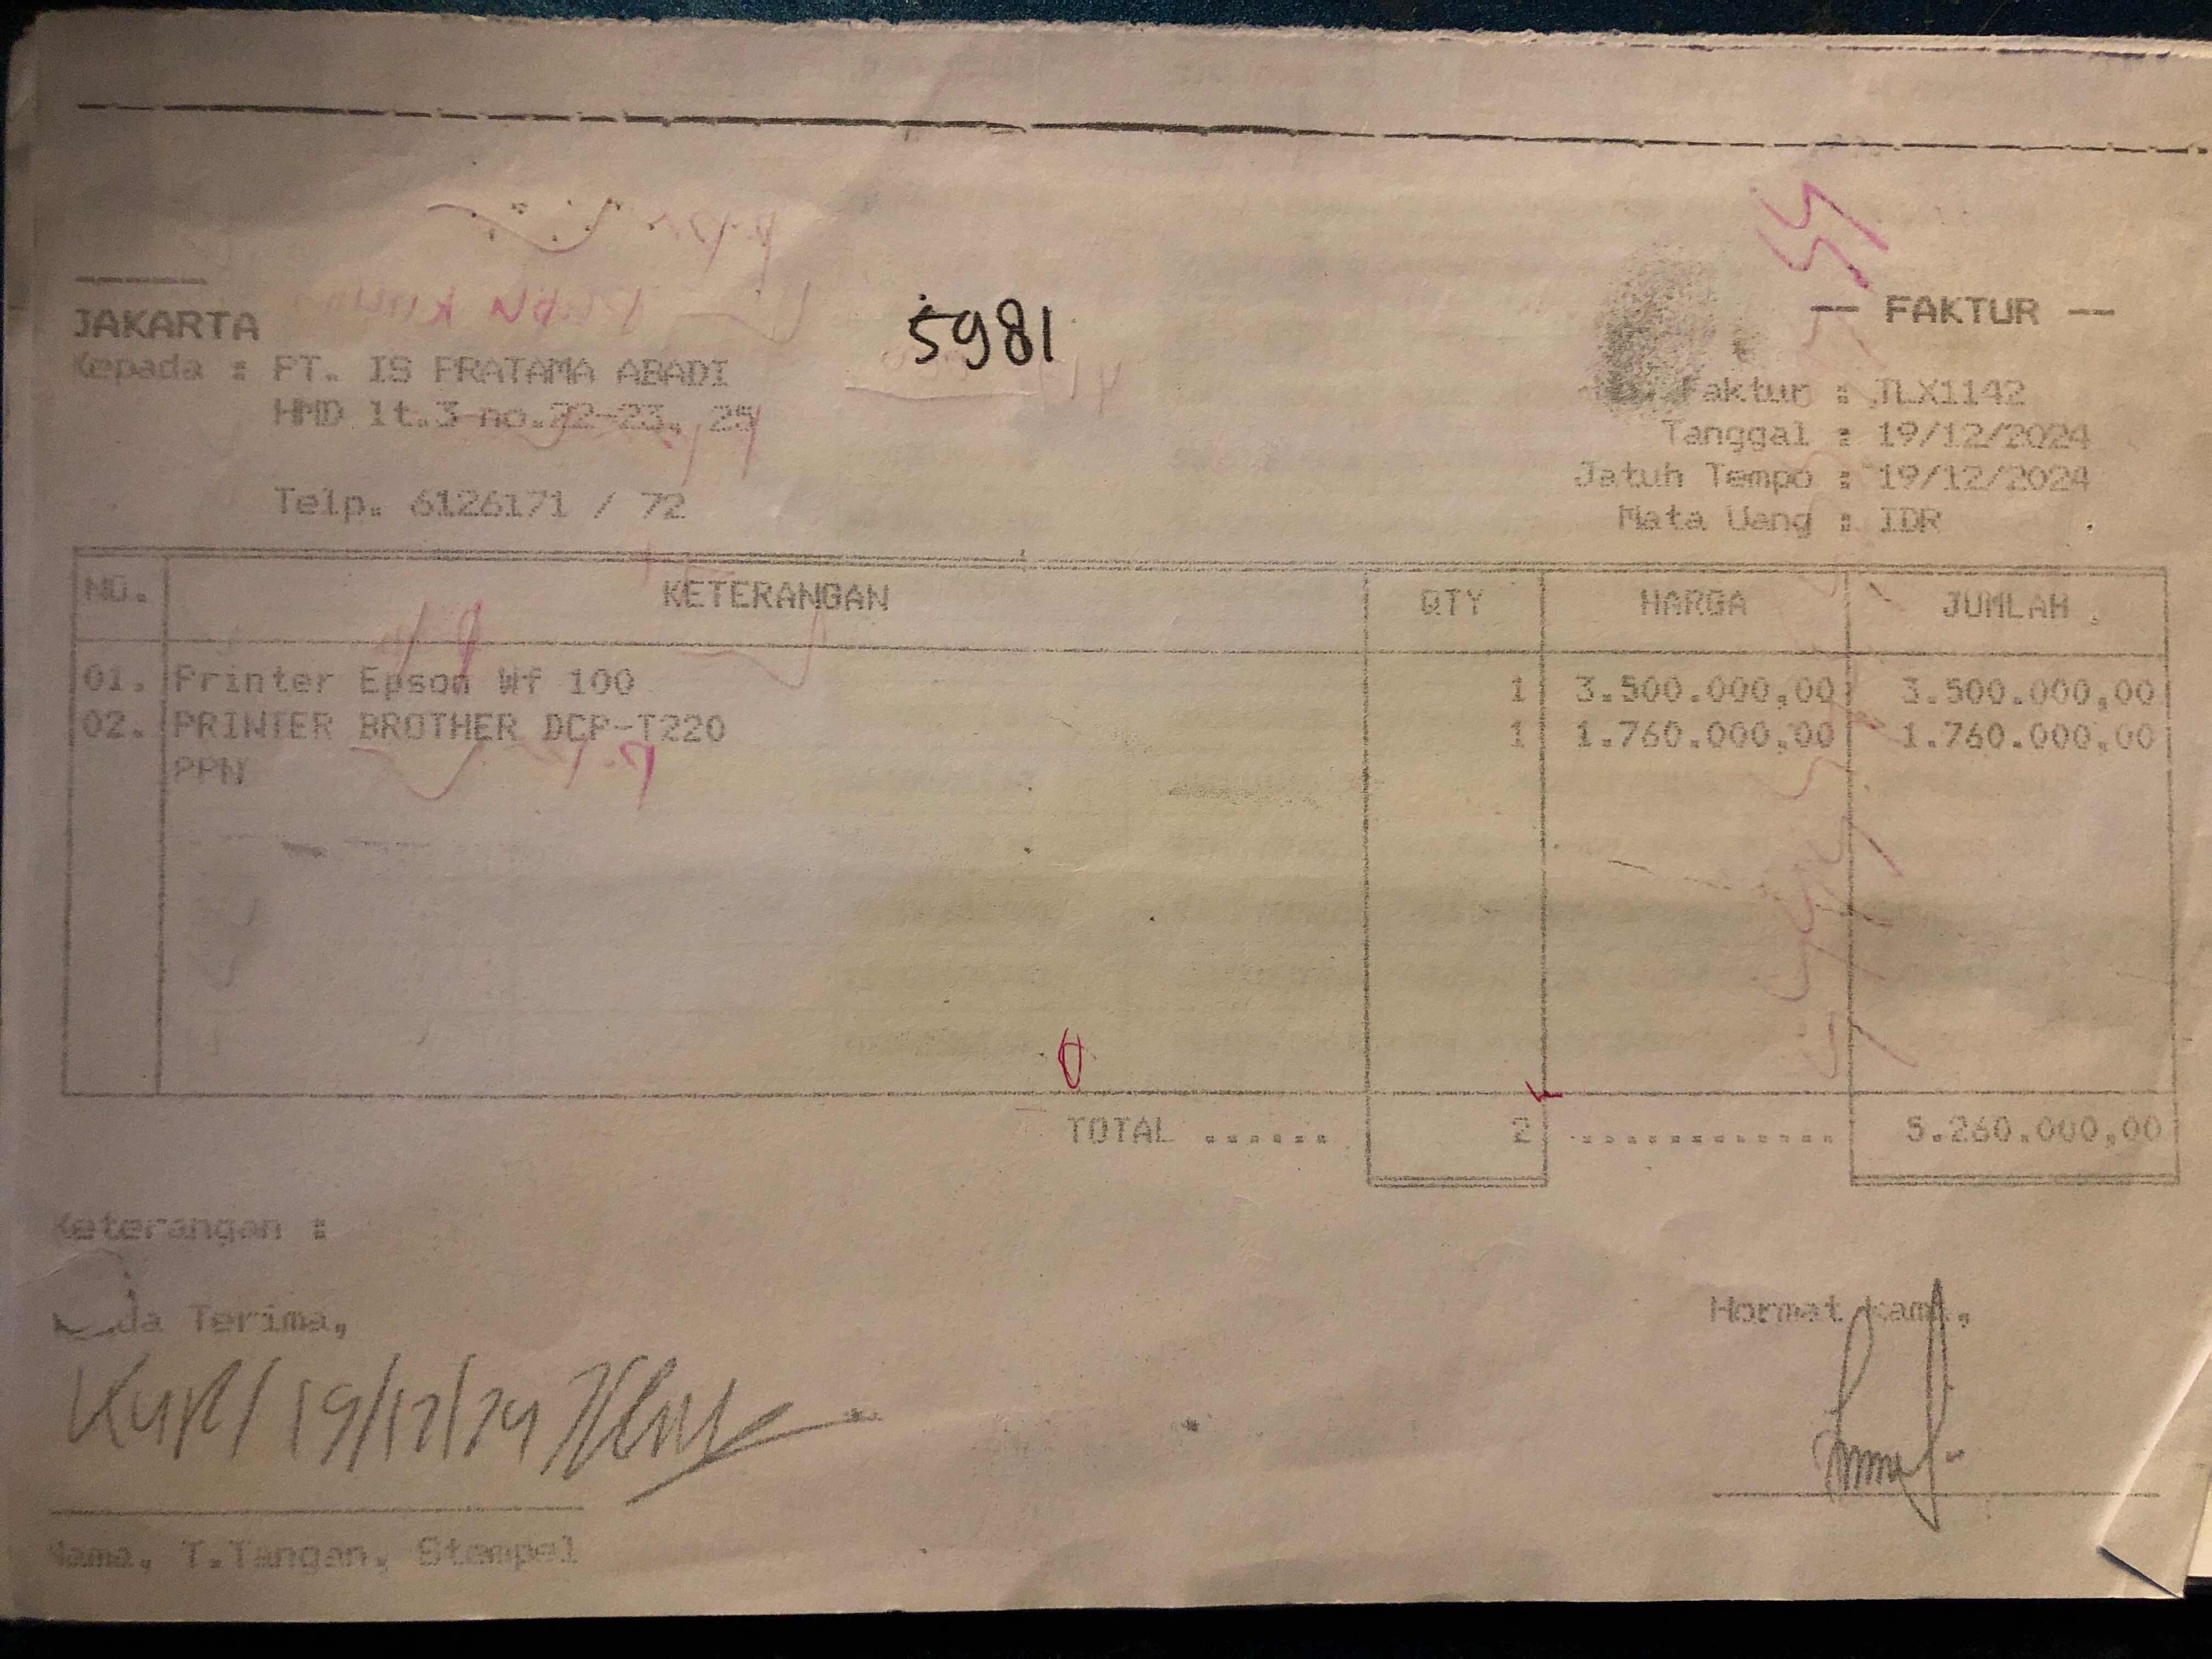 JAKARTA
5981
-- FAKTUR --
Kepada : PT. IS PRATAMA ABADI
HMD lt.3 no.22-23, 25
Telp. 6126171 / 72
Faktur : JLX1142
Tanggal : 19/12/2024
Jatuh Tempo : 19/12/2024
Mata Uang : IDR
NO. KETERANGAN QTY HARGA JUMLAH
01. Printer Epson Wf 100 1 3.500.000,00 3.500.000,00
02. PRINTER BROTHER DCP-T220 1 1.760.000,00 1.760.000,00
PPN
TOTAL ...... 2 ............. 5.260.000,00
Keterangan :
Terima,
Hormat kami,
19/12/24
Nama, T.Tangan, Stempel